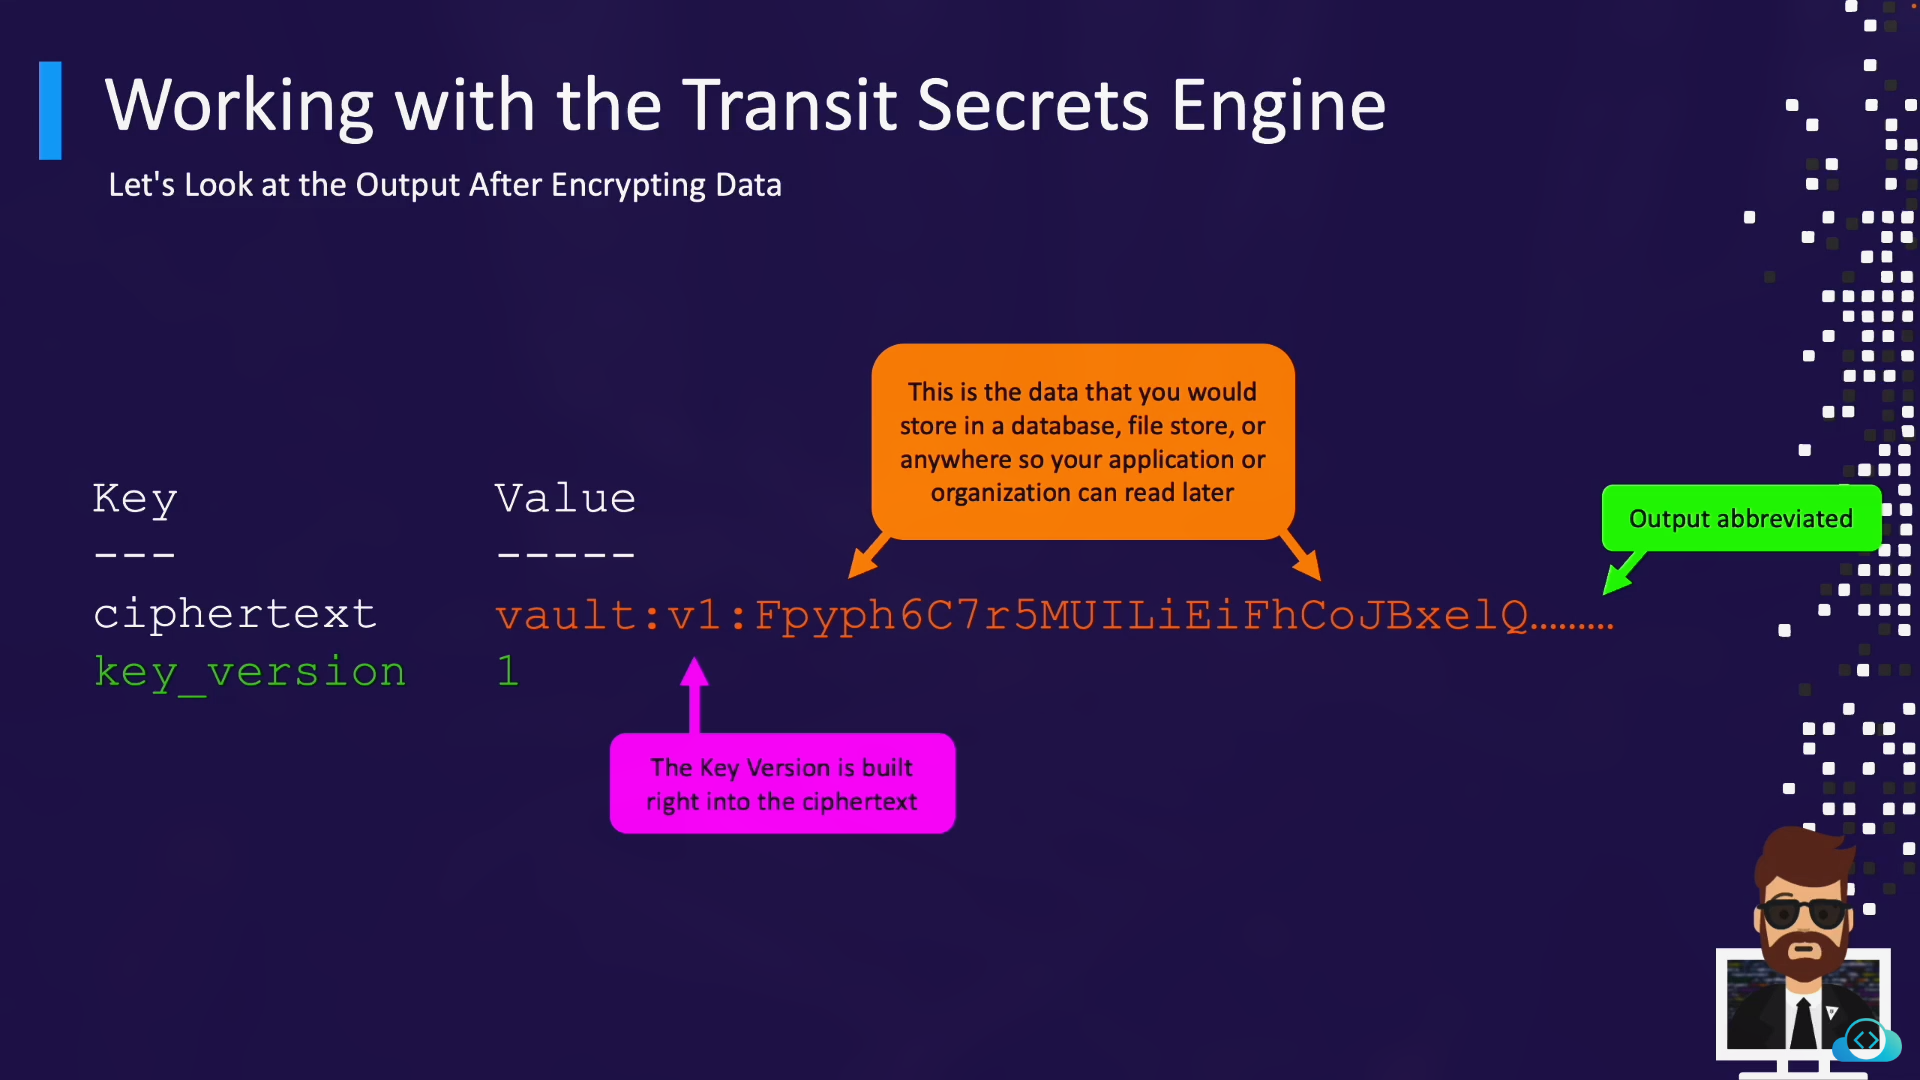 Working with the Transit Secrets Engine
Let's Look at the Output After Encrypting Data
This is the data that you would
store in a database, file store, or
anywhere so your application or
organization can read later
Output abbreviated
Key Value
--- -----
ciphertext vault:v1:Fpyph6C7r5MUILiEiFhCoJBxelQ.........
key_version 1
The Key Version is built
right into the ciphertext